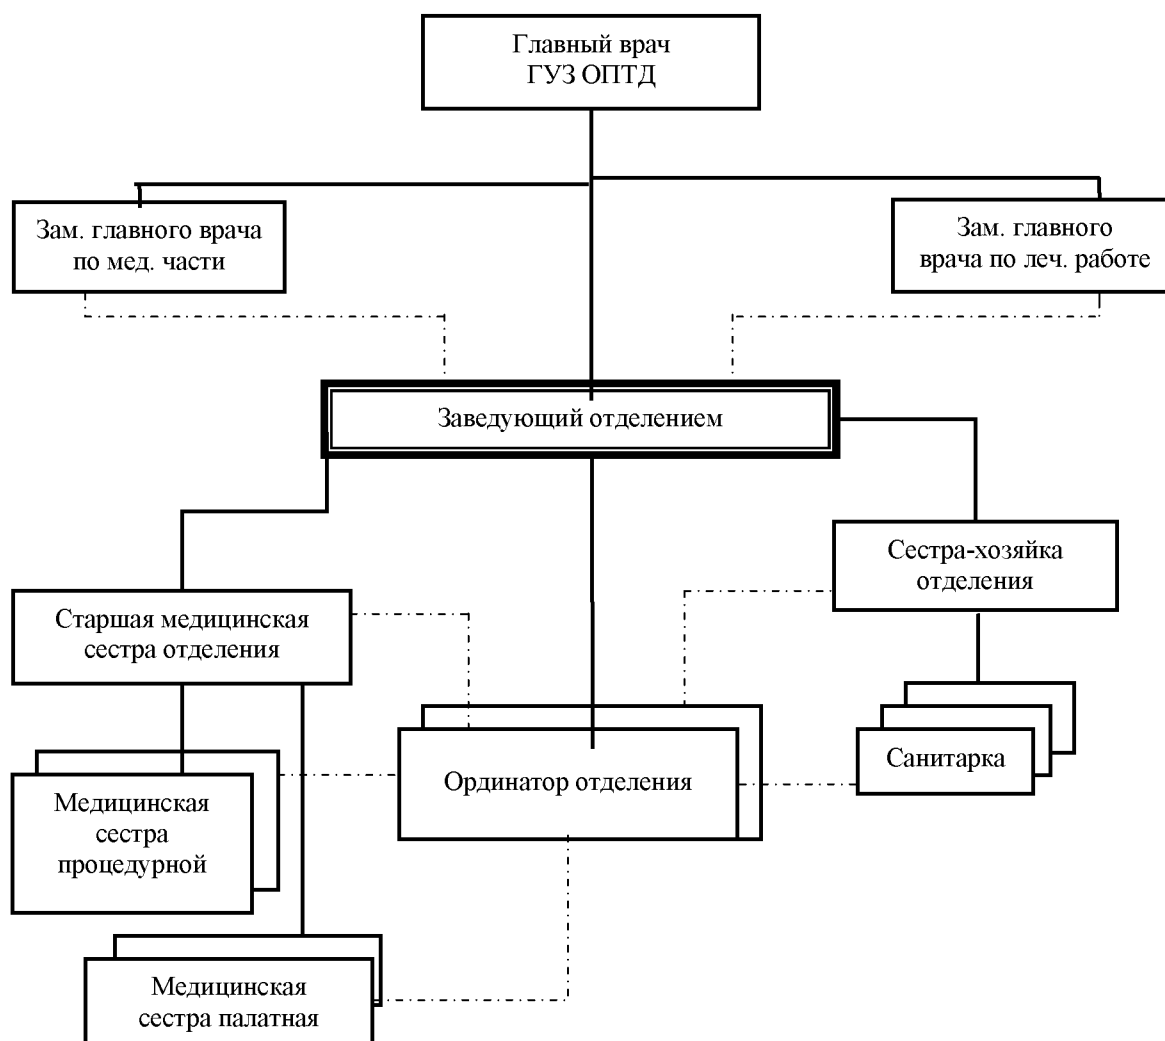 Главный врач
ГУЗ ОПТД
Зам. главного врача
по мед. части
Зам. главного
врача по леч. работе
Заведующий отделением
Сестра-хозяйка
отделения
Старшая медицинская
сестра отделения
Санитарка
Ординатор отделения
Медицинская
сестра
процедурной
Медицинская
сестра палатная